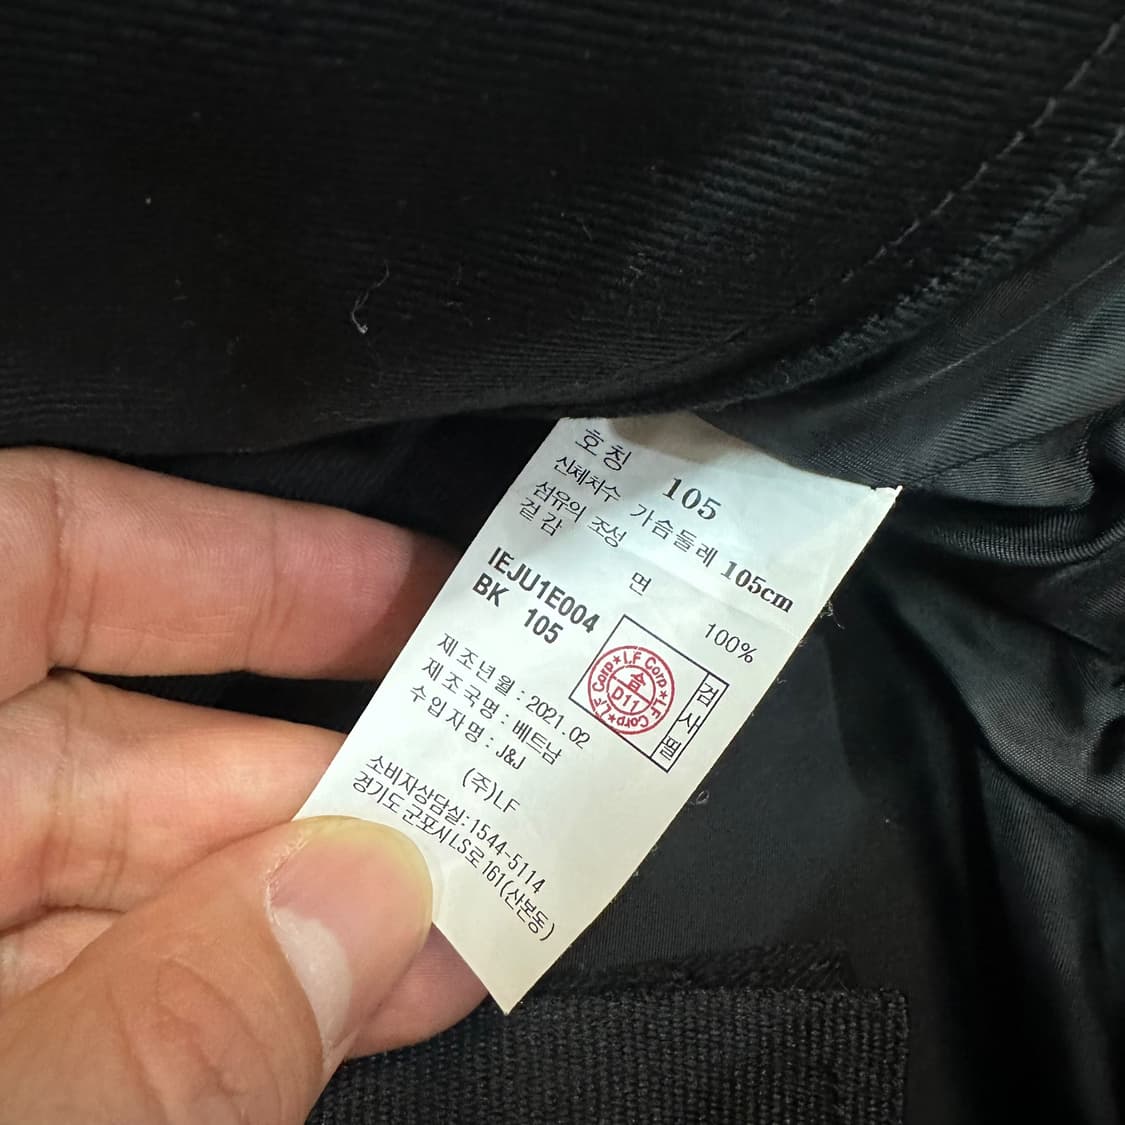 호칭 105
신체치수 가슴둘레 105cm
섬유의 조성
겉감 면 100%
IEJU1E004
BK 105
검사필
LF Corp★LF Corp★LF Corp★
합
D11
제조년월 : 2021.02
제조국명 : 베트남
수입자명 : J&J
(주)LF
소비자상담실:1544-5114
경기도 군포시 LS로 161(산본동)